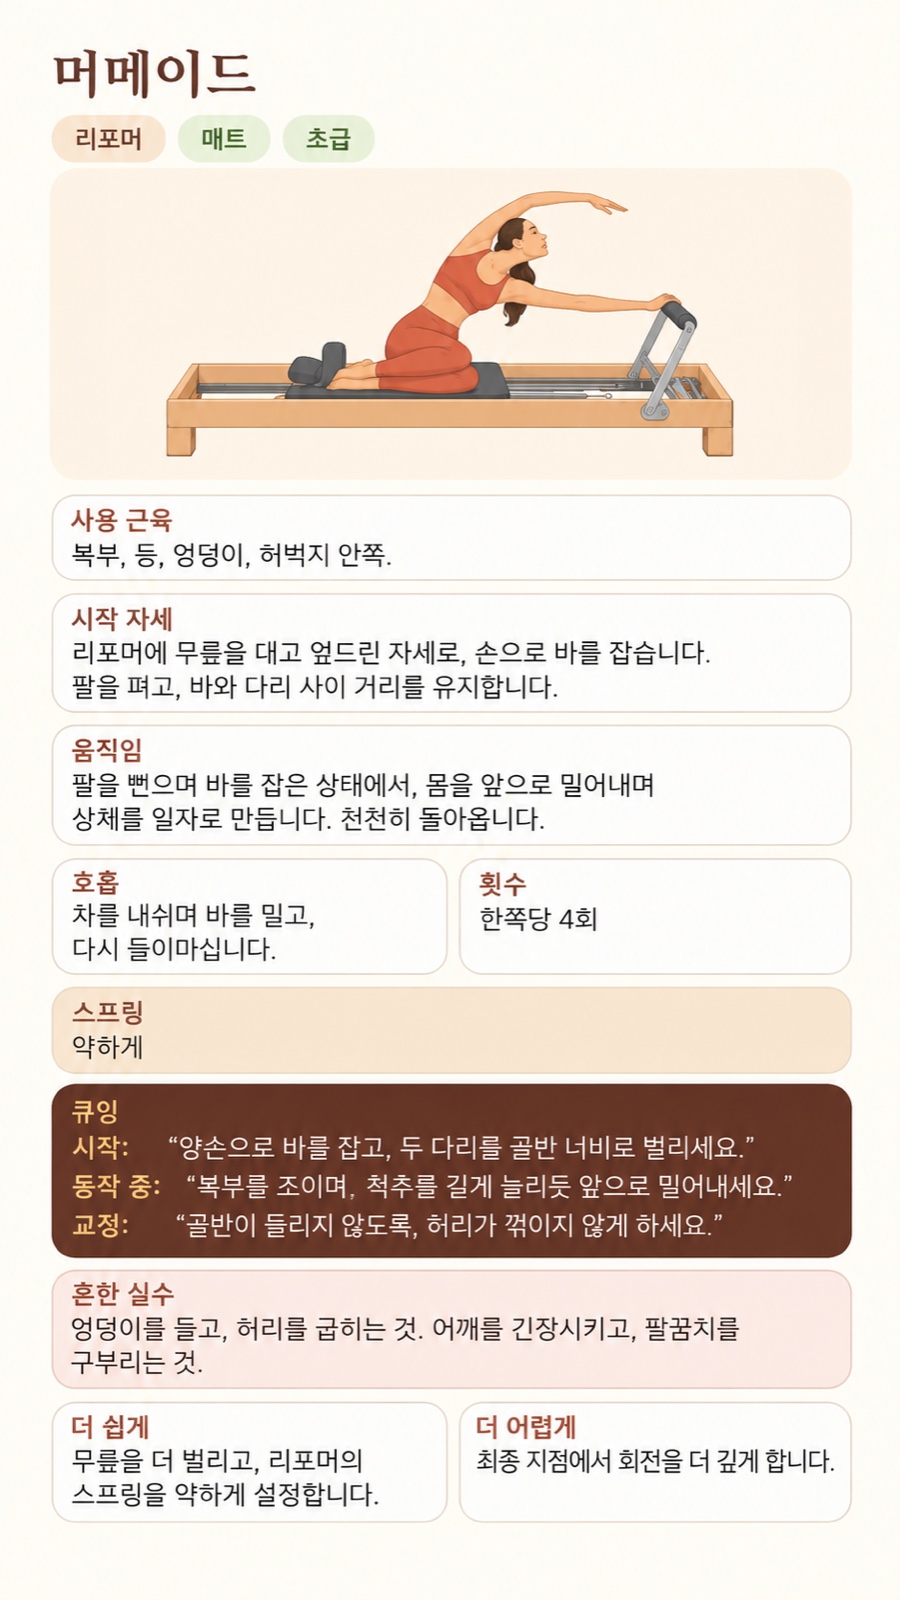 머메이드
리포머 매트 초급
사용 근육
복부, 등, 엉덩이, 허벅지 안쪽.
시작 자세
리포머에 무릎을 대고 엎드린 자세로, 손으로 바를 잡습니다.
팔을 펴고, 바와 다리 사이 거리를 유지합니다.
움직임
팔을 뻗으며 바를 잡은 상태에서, 몸을 앞으로 밀어내며
상체를 일자로 만듭니다. 천천히 돌아옵니다.
호흡
차를 내쉬며 바를 밀고,
다시 들이마십니다.
횟수
한쪽당 4회
스프링
약하게
큐잉
시작: “양손으로 바를 잡고, 두 다리를 골반 너비로 벌리세요.”
동작 중: “복부를 조이며, 척추를 길게 늘리듯 앞으로 밀어내세요.”
교정: “골반이 들리지 않도록, 허리가 꺾이지 않게 하세요.”
혼한 실수
엉덩이를 들고, 허리를 굽히는 것. 어깨를 긴장시키고, 팔꿈치를
구부리는 것.
더 쉽게
무릎을 더 벌리고, 리포머의
스프링을 약하게 설정합니다.
더 어렵게
최종 지점에서 회전을 더 깊게 합니다.